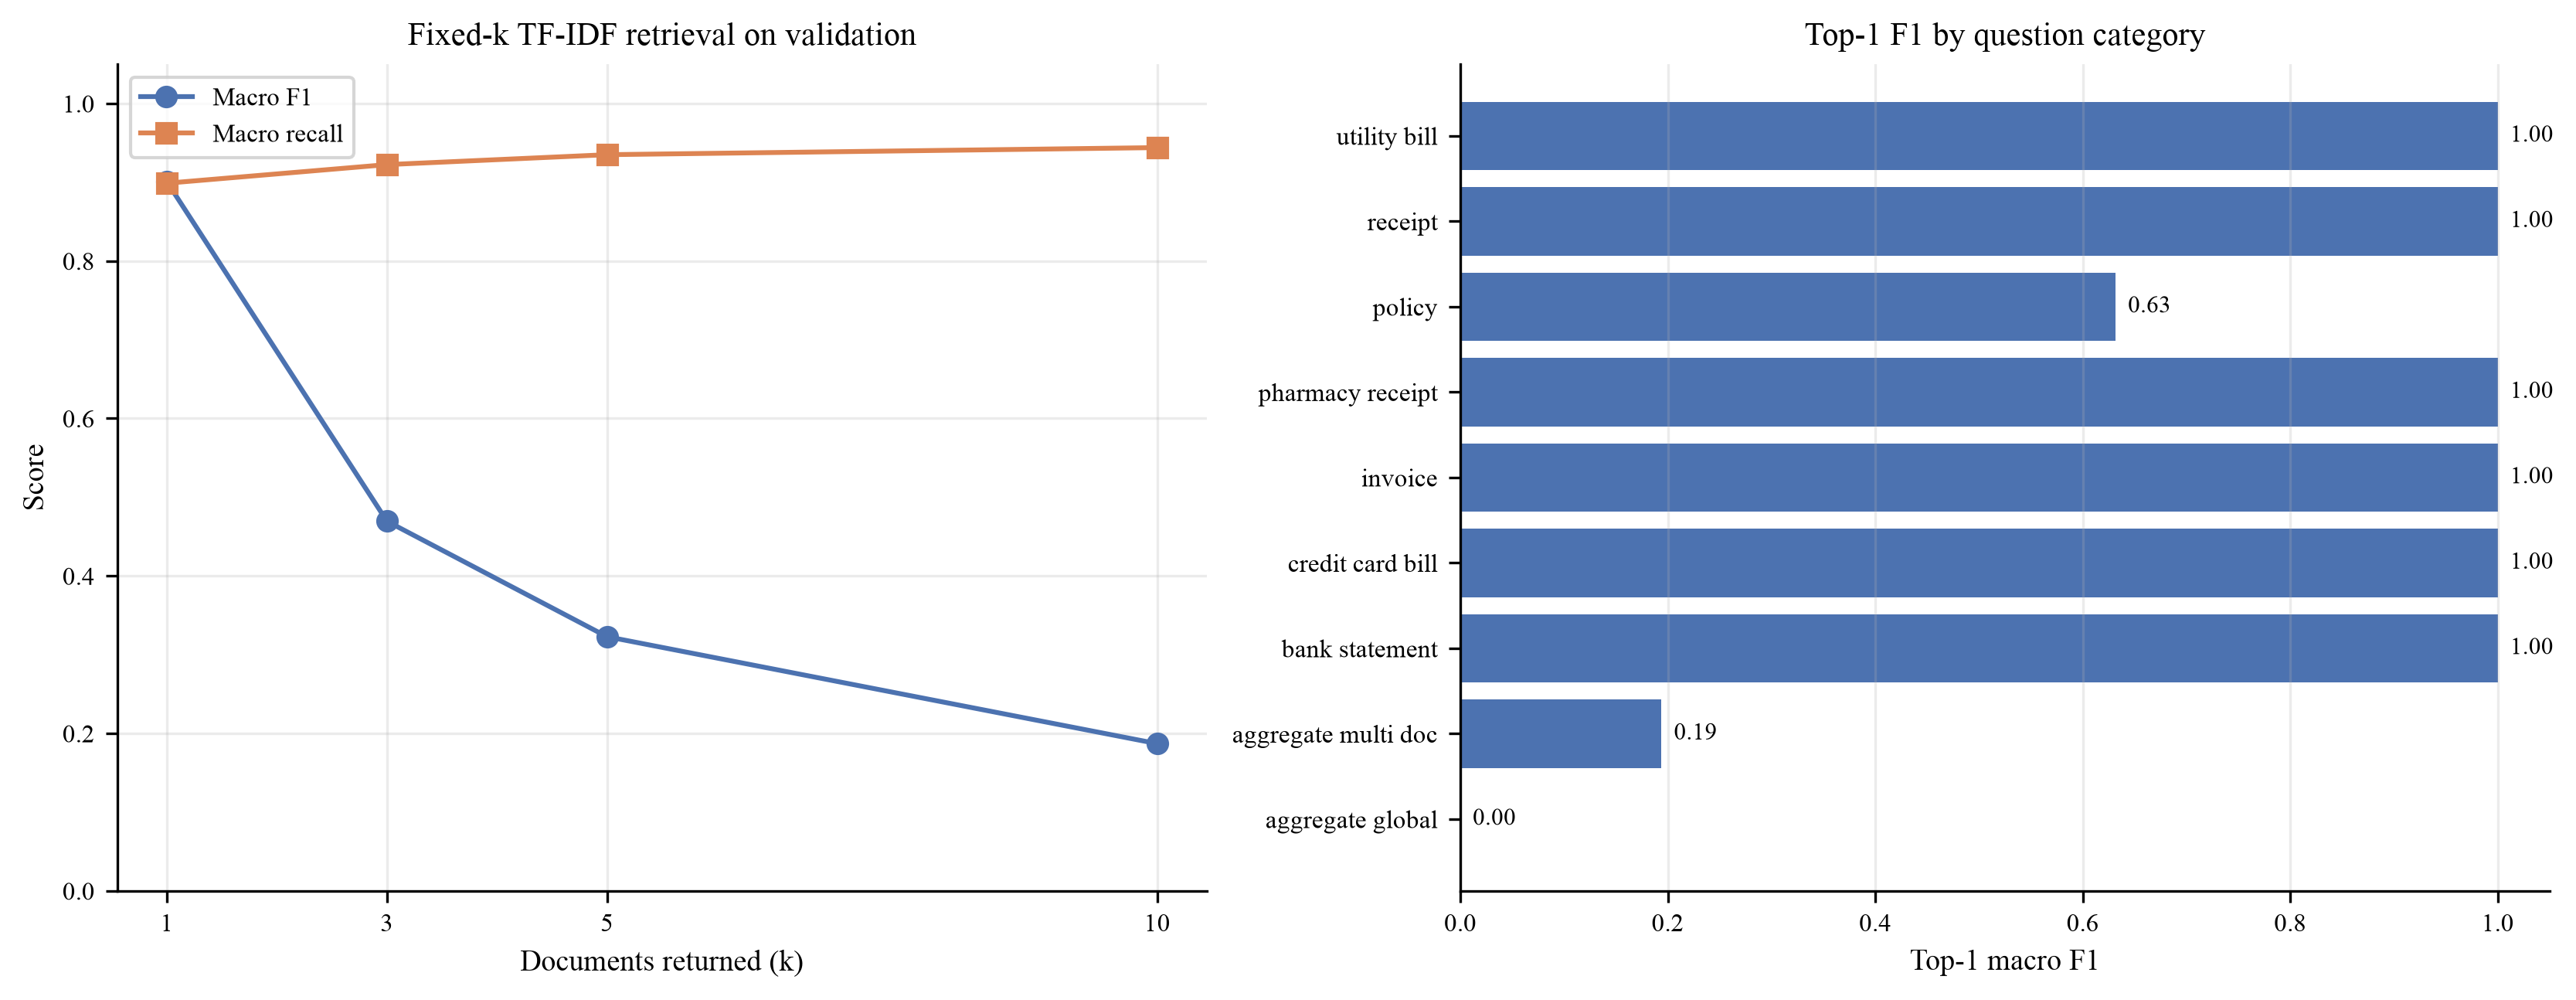 Fixed-k TF-IDF retrieval on validation
Macro F1
Macro recall
1.0
0.8
0.6
0.4
0.2
0.0
Score
1 3 5 10
Documents returned (k)
Top-1 F1 by question category
utility bill 1.00
receipt 1.00
policy 0.63
pharmacy receipt 1.00
invoice 1.00
credit card bill 1.00
bank statement 1.00
aggregate multi doc 0.19
aggregate global 0.00
0.0 0.2 0.4 0.6 0.8 1.0
Top-1 macro F1